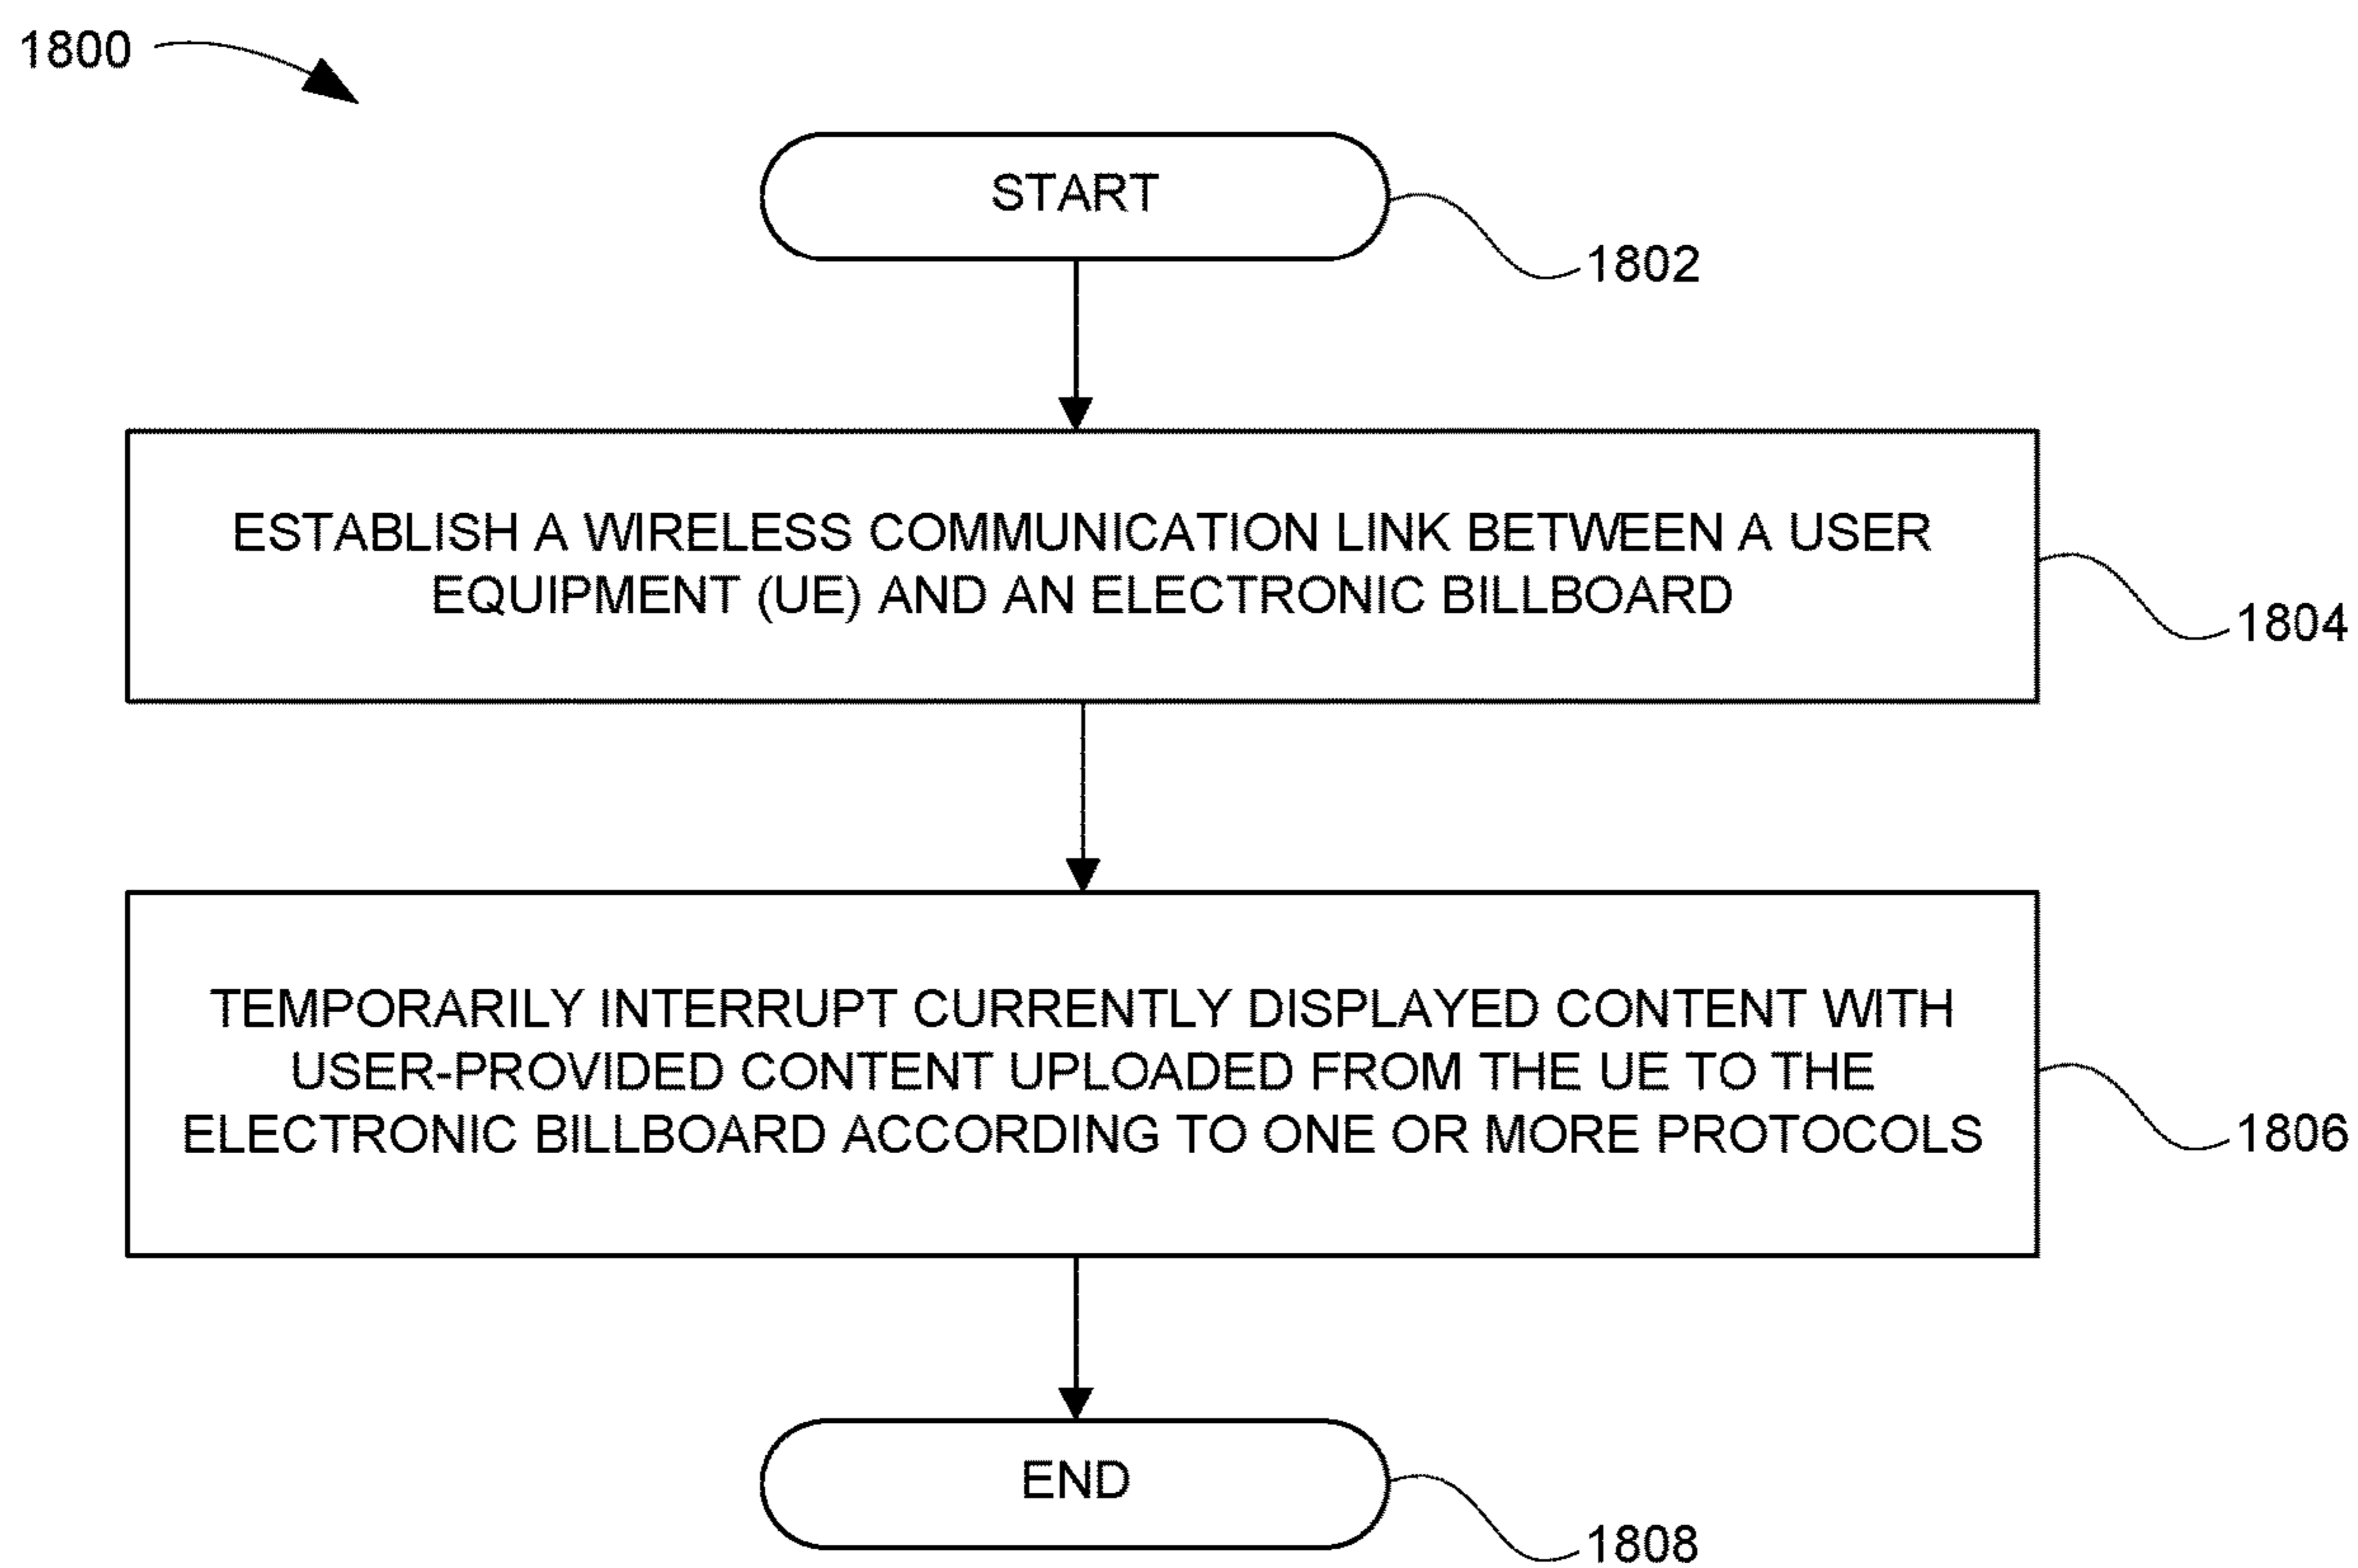 1800
START
1802
ESTABLISH A WIRELESS COMMUNICATION LINK BETWEEN A USER
EQUIPMENT (UE) AND AN ELECTRONIC BILLBOARD
1804
TEMPORARILY INTERRUPT CURRENTLY DISPLAYED CONTENT WITH
USER-PROVIDED CONTENT UPLOADED FROM THE UE TO THE
ELECTRONIC BILLBOARD ACCORDING TO ONE OR MORE PROTOCOLS
1806
END
1808